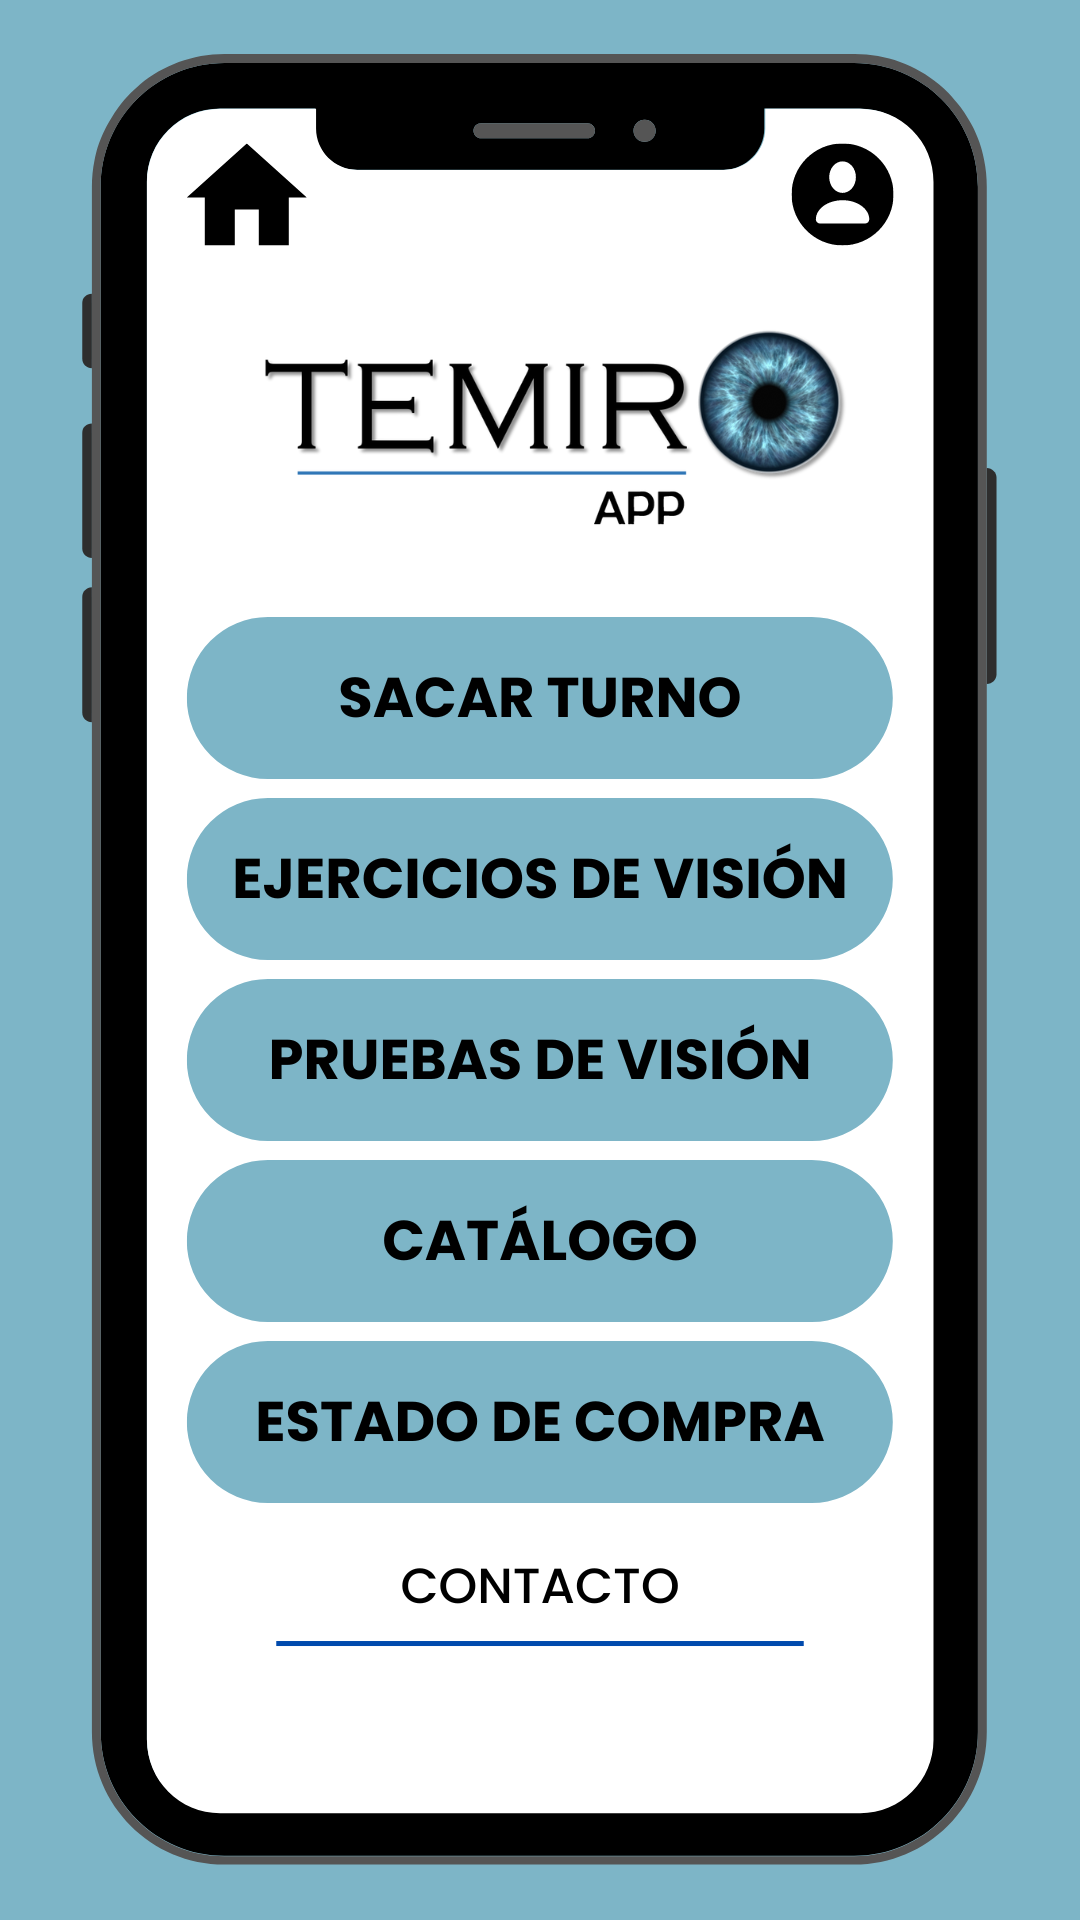 TEMIRO
APP
SACAR TURNO
EJERCICIOS DE VISIÓN
PRUEBAS DE VISIÓN
CATÁLOGO
ESTADO DE COMPRA
CONTACTO